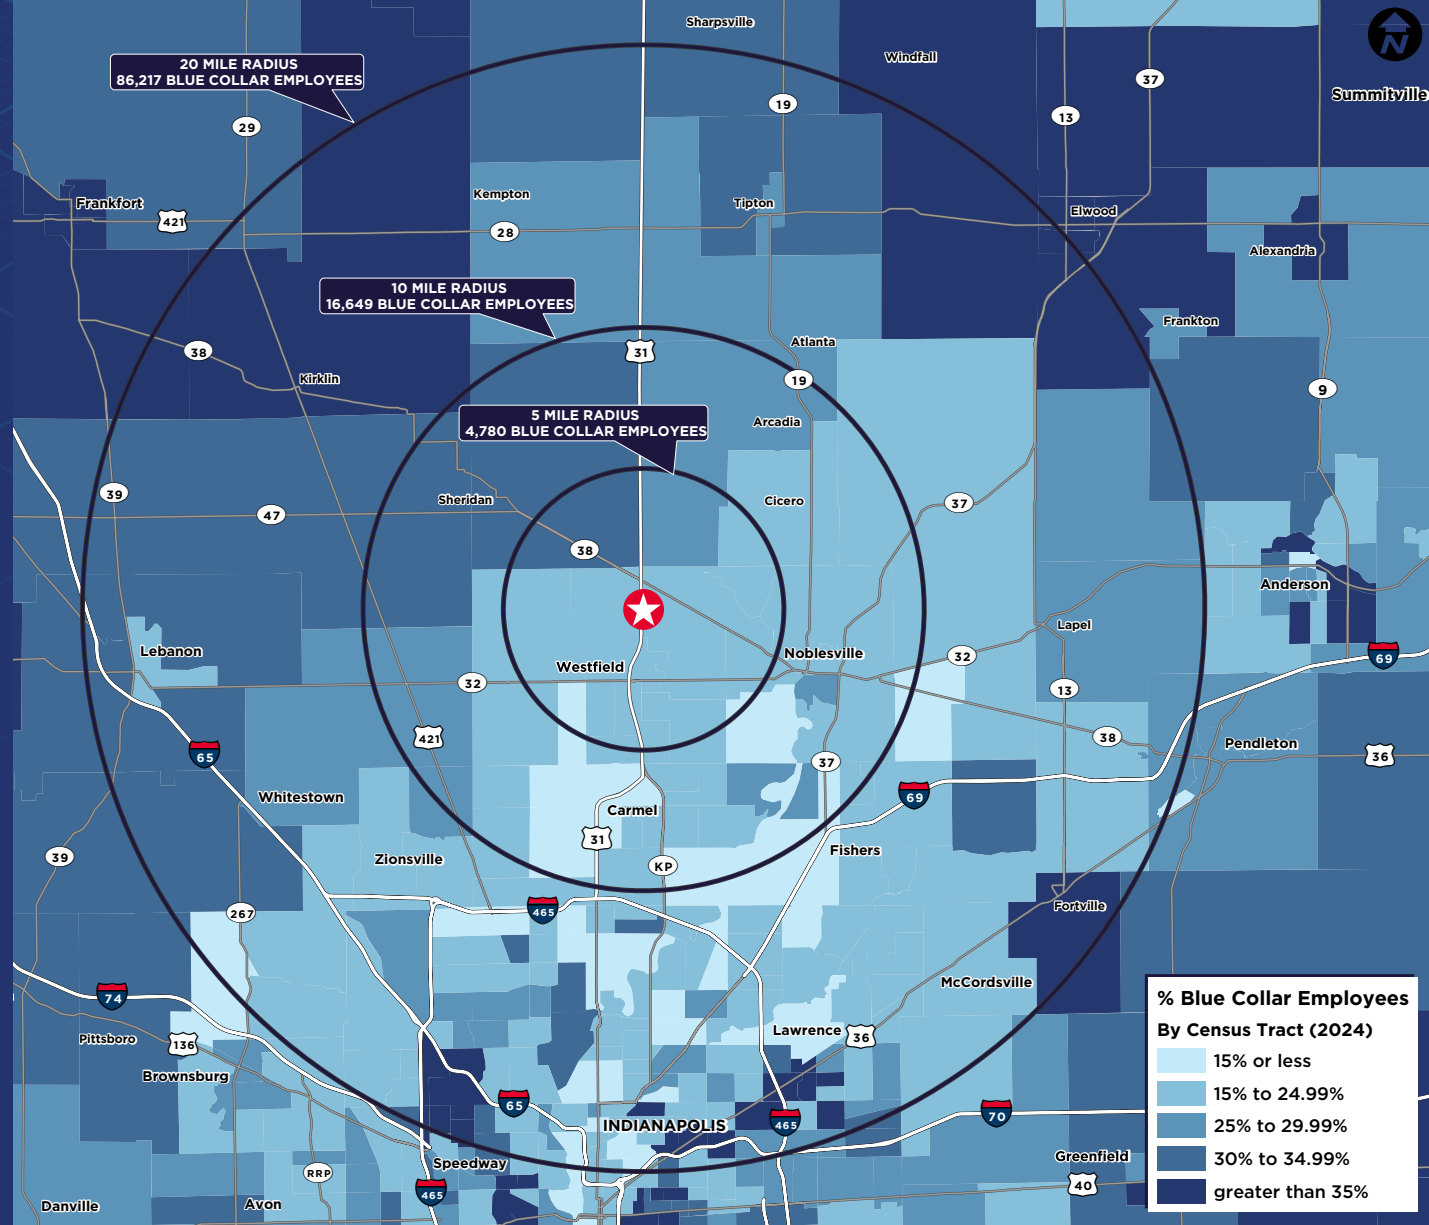 Sharpsville
Windfall
N
20 MILE RADIUS
86,217 BLUE COLLAR EMPLOYEES
37
Summitville
19
13
29
Kempton
Tipton
Frankfort
421
28
Elwood
Alexandria
10 MILE RADIUS
16,649 BLUE COLLAR EMPLOYEES
Frankton
38
31
Atlanta
Kirklin
19
9
5 MILE RADIUS
4,780 BLUE COLLAR EMPLOYEES
Arcadia
39
Sheridan
Cicero
37
47
38
Anderson
Lapel
Lebanon
Westfield
Noblesville
32
69
32
13
421
38
Pendleton
65
37
36
Whitestown
69
Carmel
31
39
Zionsville
KP
Fishers
267
465
Fortville
74
McCordsville
% Blue Collar Employees
By Census Tract (2024)
15% or less
15% to 24.99%
25% to 29.99%
30% to 34.99%
greater than 35%
Pittsboro
136
Lawrence
36
Brownsburg
65
INDIANAPOLIS
465
70
Speedway
Greenfield
RRP
465
40
Danville
Avon